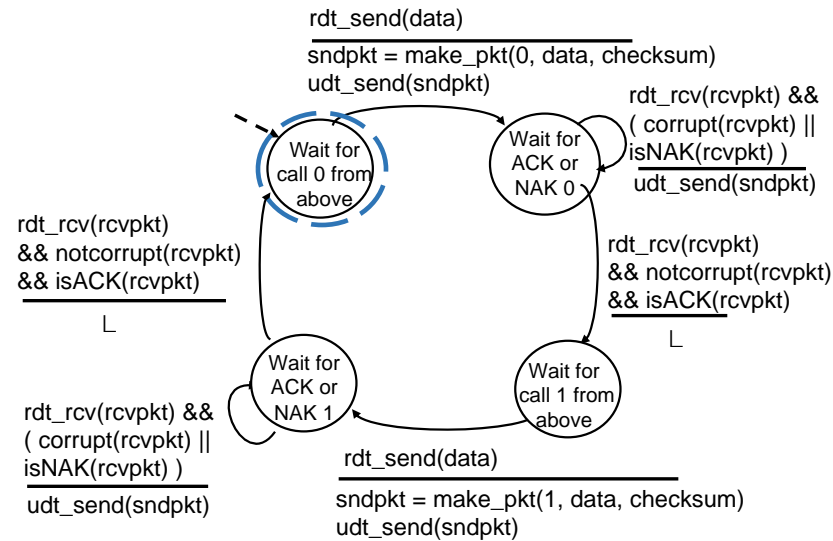 rdt_send(data)
sndpkt = make_pkt(0, data, checksum)
udt_send(sndpkt)
Wait for
call 0 from
above
Wait for
ACK or
NAK 0
rdt_rcv(rcvpkt) &&
( corrupt(rcvpkt) ||
isNAK(rcvpkt) )
udt_send(sndpkt)
rdt_rcv(rcvpkt)
&& notcorrupt(rcvpkt)
&& isACK(rcvpkt)
L
rdt_rcv(rcvpkt)
&& notcorrupt(rcvpkt)
&& isACK(rcvpkt)
L
Wait for
ACK or
NAK 1
Wait for
call 1 from
above
rdt_rcv(rcvpkt) &&
( corrupt(rcvpkt) ||
isNAK(rcvpkt) )
udt_send(sndpkt)
rdt_send(data)
sndpkt = make_pkt(1, data, checksum)
udt_send(sndpkt)